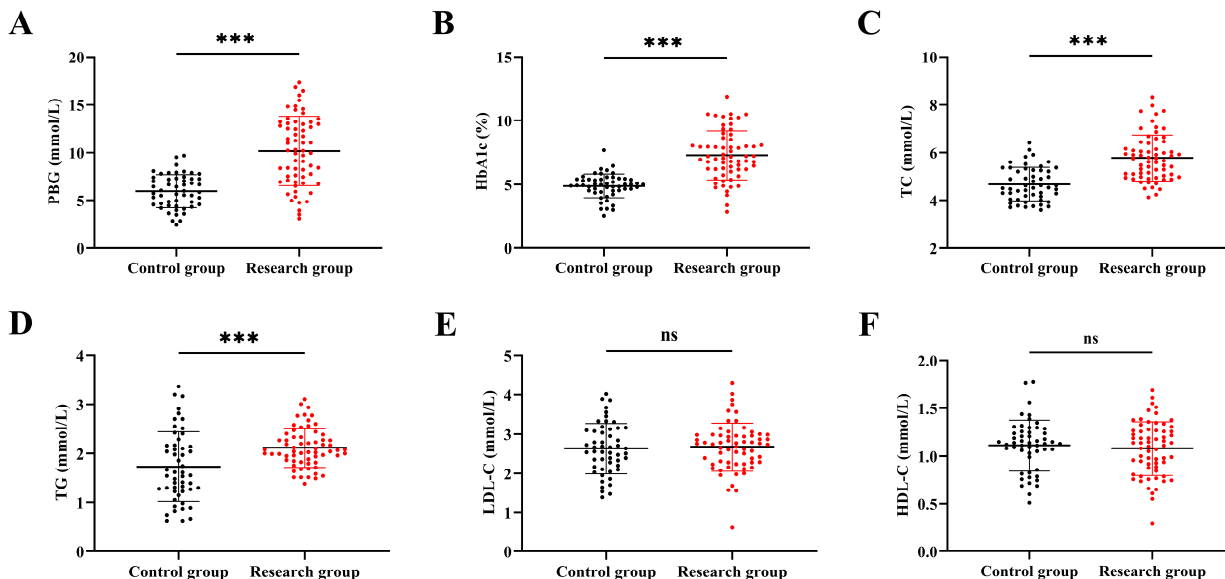 A
***
PBG (mmol/L)
20
15
10
5
0
Control group
Research group
B
***
HbA1c (%)
15
10
5
0
Control group
Research group
C
***
TC (mmol/L)
10
8
6
4
2
Control group
Research group
D
***
TG (mmol/L)
4
3
2
1
0
Control group
Research group
E
ns
LDL-C (mmol/L)
5
4
3
2
1
0
Control group
Research group
F
ns
HDL-C (mmol/L)
2.0
1.5
1.0
0.5
0.0
Control group
Research group